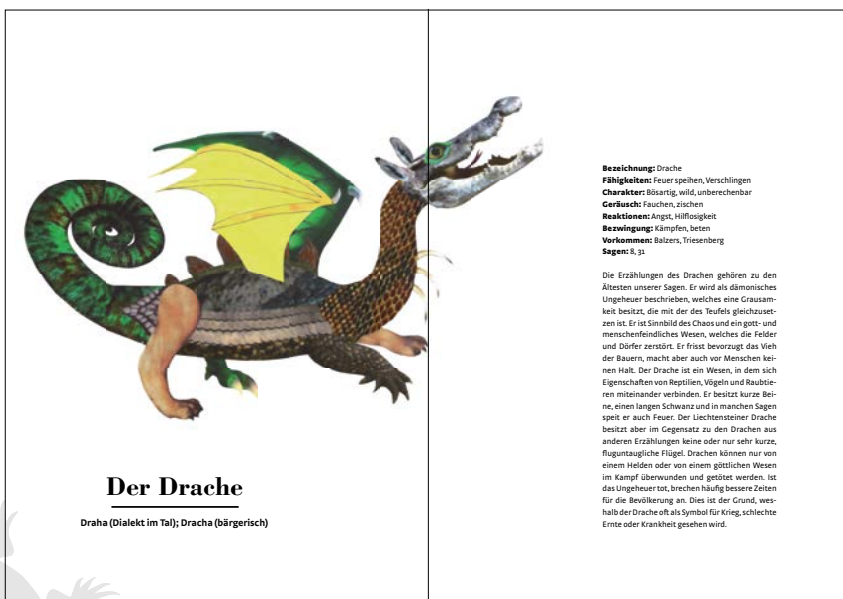 Der Drache
Draha (Dialekt im Tal); Dracha (bärgerisch)
Bezeichnung: Drache
Fähigkeiten: Feuer speihen, Verschlingen
Charakter: Bösartig, wild, unberechenbar
Geräusch: Fauchen, zischen
Reaktionen: Angst, Hilflosigkeit
Bezwingung: Kämpfen, beten
Vorkommen: Balzers, Triesenberg
Sagen: 8, 31
Die Erzählungen des Drachen gehören zu den
Ältesten unserer Sagen. Er wird als dämonisches
Ungeheuer beschrieben, welches eine Grausam-
keit besitzt, die mit der des Teufels gleichzuset-
zen ist. Er ist Sinnbild des Chaos und ein gott- und
menschenfeindliches Wesen, welches die Felder
und Dörfer zerstört. Er frisst bevorzugt das Vieh
der Bauern, macht aber auch vor Menschen kei-
nen Halt. Der Drache ist ein Wesen, in dem sich
Eigenschaften von Reptilien, Vögeln und Raubtie-
ren miteinander verbinden. Er besitzt kurze Bei-
ne, einen langen Schwanz und in manchen Sagen
speit er auch Feuer. Der Liechtensteiner Drache
besitzt aber im Gegensatz zu den Drachen aus
anderen Erzählungen keine oder nur sehr kurze,
fluguntaugliche Flügel. Drachen können nur von
einem Helden oder von einem göttlichen Wesen
im Kampf überwunden und getötet werden. Ist
das Ungeheuer tot, brechen häufig bessere Zeiten
für die Bevölkerung an. Dies ist der Grund, wes-
halb der Drache oft als Symbol für Krieg, schlechte
Ernte oder Krankheit gesehen wird.